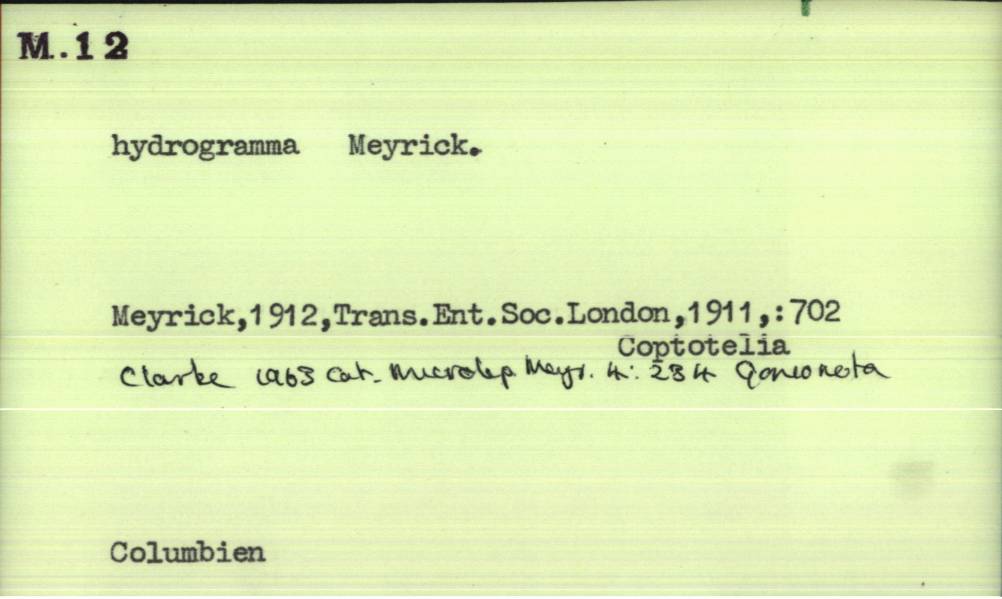 M.12
hydrogramma Meyrick.
Meyrick,1912,Trans.Ent.Soc.London,1911,:702
Coptotelia
Clarke 1963 Cat. Microlep. Meyr. 4: 234 Gonioneta
Columbien